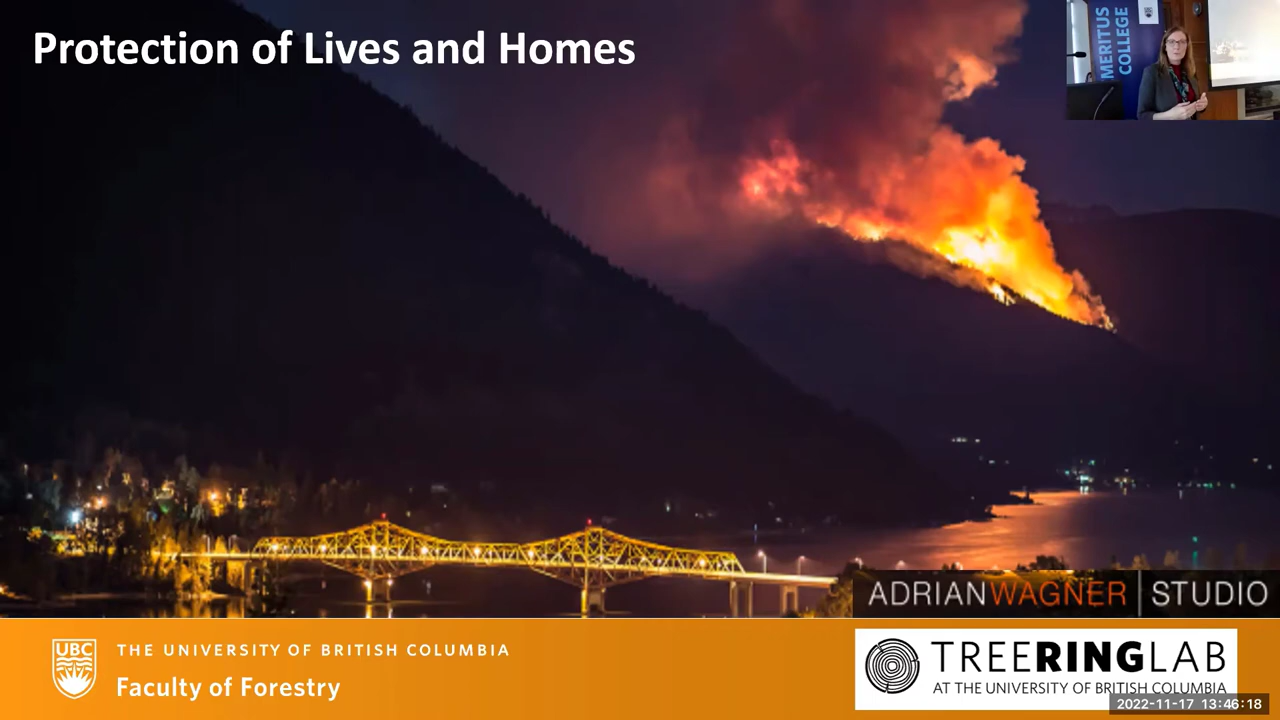 Protection of Lives and Homes
MERITUS
COLLEGE
ADRIANWAGNER | STUDIO
UBC
THE UNIVERSITY OF BRITISH COLUMBIA
Faculty of Forestry
TREERINGLAB
AT THE UNIVERSITY OF BRITISH COLUMBIA
2022-11-17 13:46:18